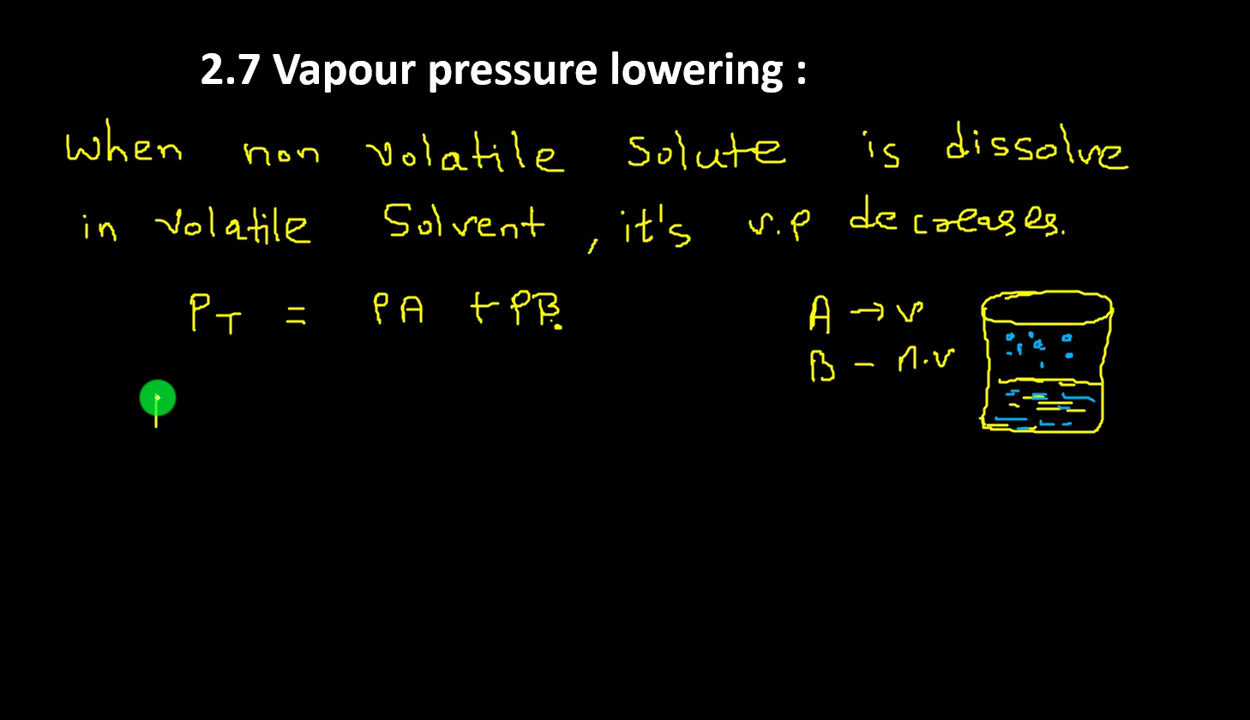 2.7 Vapour pressure lowering :
When non volatile solute is dissolve
in volatile Solvent, it's v.p decreases.
PT = PA + PB.
A → v
B - n.v